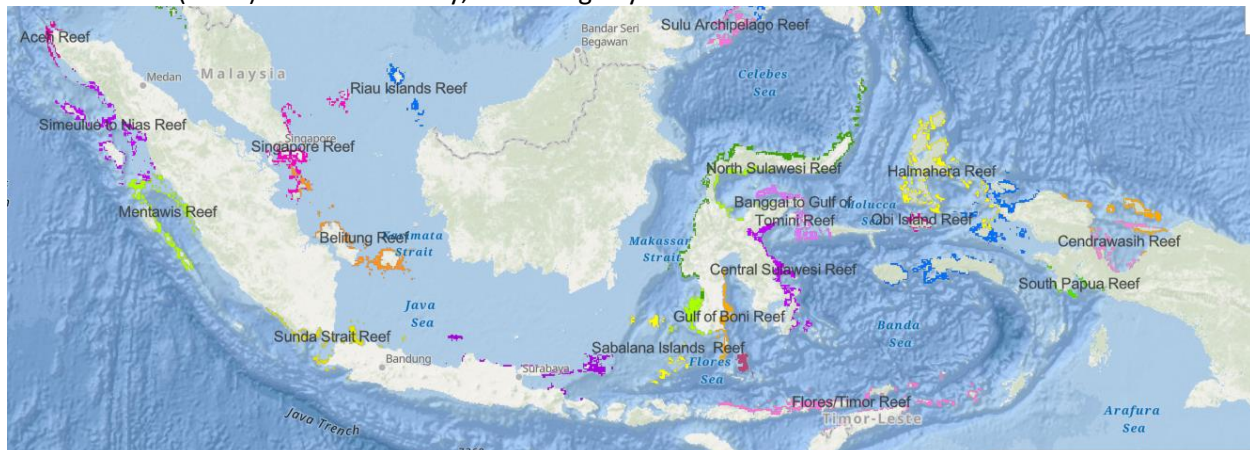 Sulu Archipelago Reef
Bandar Seri
Begawan
Aceh Reef
Medan
Malaysia
Celebes
Sea
Riau Islands Reef
Simeulue to Nias Reef
Singapore
Singapore Reef
North Sulawesi Reef
Halmahera Reef
Mentawis Reef
Banggai to Gulf of
Tomini Reef
Molucca
Sea
Obi Island Reef
Belitung Reef
Karimata
Strait
Makassar
Strait
Cendrawasih Reef
Central Sulawesi Reef
South Papua Reef
Java
Sea
Gulf of Boni Reef
Banda
Sea
Sunda Strait Reef
Bandung
Surabaya
Sabalana Islands Reef
Flores
Sea
Flores/Timor Reef
Timor-Leste
Arafura
Sea
Java Trench